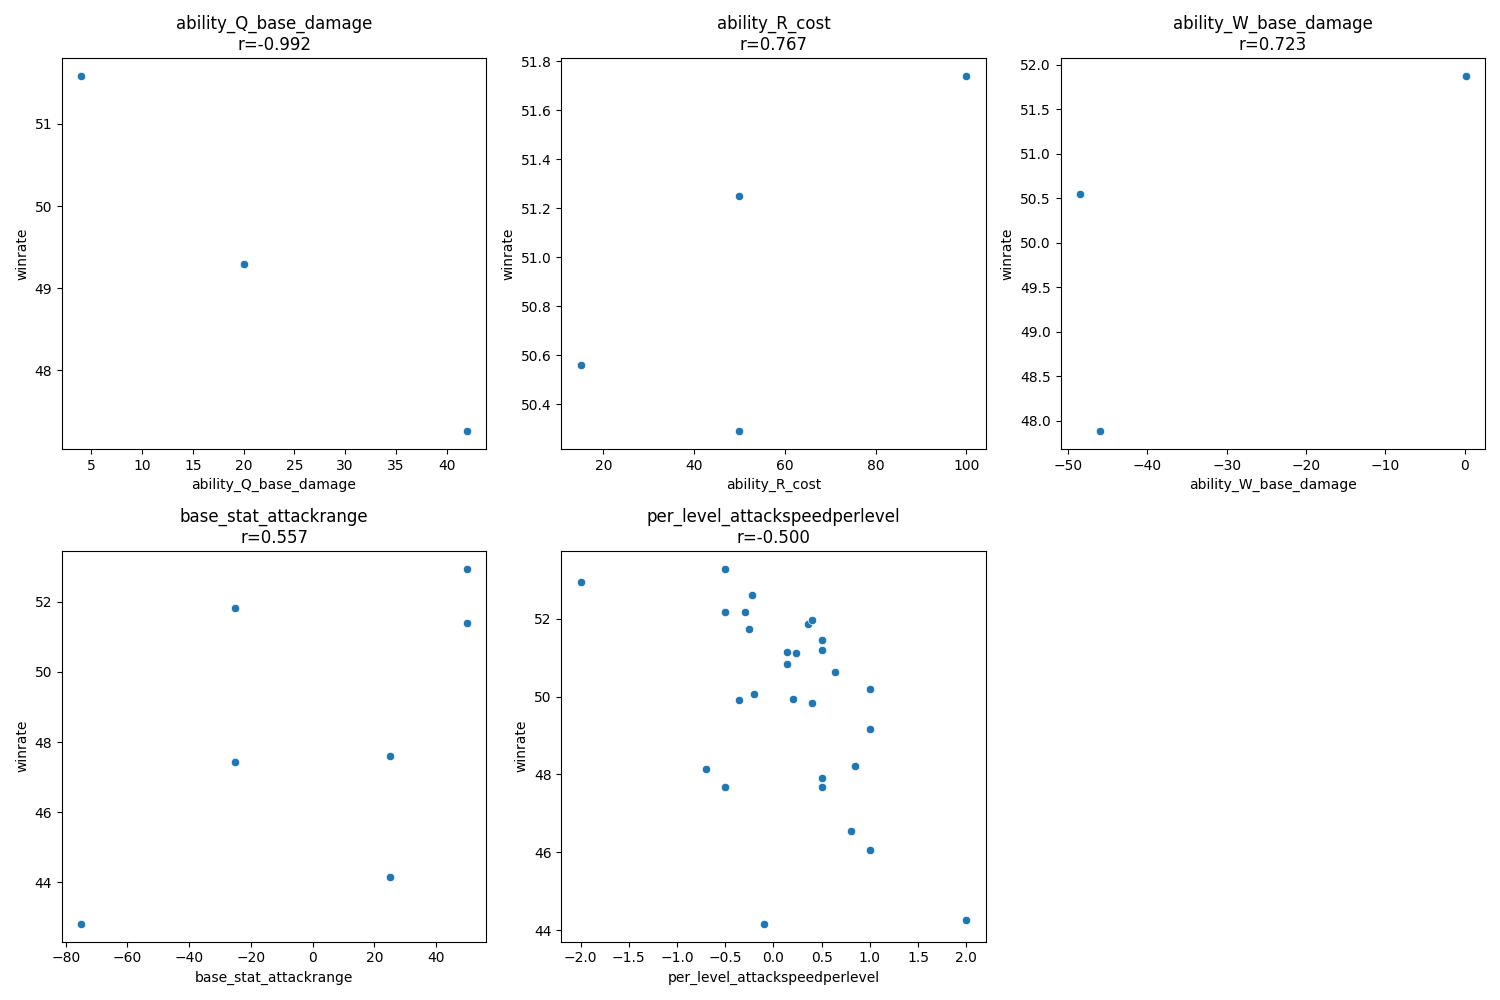 ability_Q_base_damage
r=-0.992
winrate
51
50
49
48
5 10 15 20 25 30 35 40
ability_Q_base_damage
ability_R_cost
r=0.767
winrate
51.8
51.6
51.4
51.2
51.0
50.8
50.6
50.4
20 40 60 80 100
ability_R_cost
ability_W_base_damage
r=0.723
winrate
52.0
51.5
51.0
50.5
50.0
49.5
49.0
48.5
48.0
−50 −40 −30 −20 −10 0
ability_W_base_damage
base_stat_attackrange
r=0.557
winrate
52
50
48
46
44
−80 −60 −40 −20 0 20 40
base_stat_attackrange
per_level_attackspeedperlevel
r=-0.500
winrate
52
50
48
46
44
−2.0 −1.5 −1.0 −0.5 0.0 0.5 1.0 1.5 2.0
per_level_attackspeedperlevel